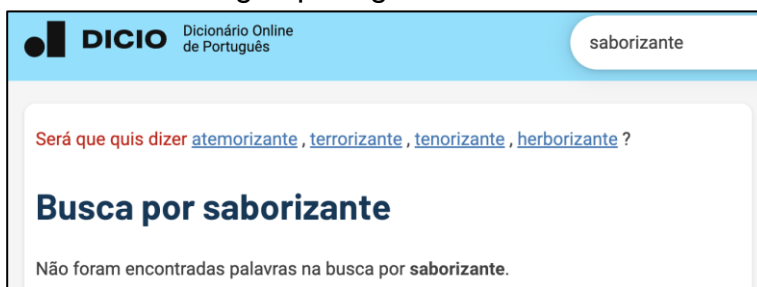 DICIO
Dicionário Online
de Português
saborizante
Será que quis dizer atemorizante , terrorizante , tenorizante , herborizante ?
Busca por saborizante
Não foram encontradas palavras na busca por saborizante.